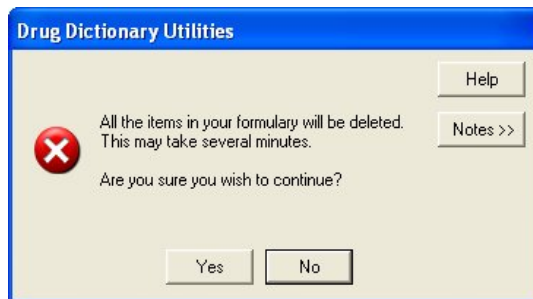 Drug Dictionary Utilities
Help
All the items in your formulary will be deleted.
This may take several minutes.
Notes >>
Are you sure you wish to continue?
Yes
No